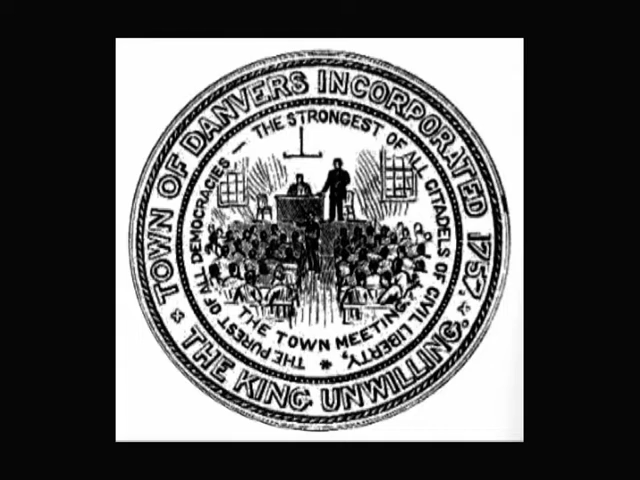 TOWN OF DANVERS INCORPORATED 1757.
THE KING UNWILLING.
THE PUREST OF ALL DEMOCRACIES — THE STRONGEST OF ALL CITADELS OF CIVIL LIBERTY,
THE TOWN MEETING